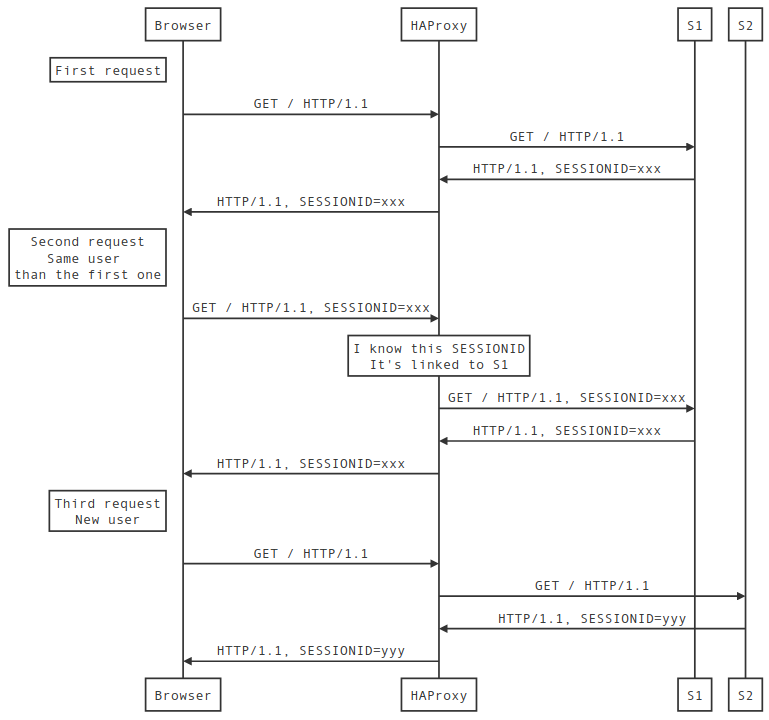 Browser
HAProxy
S1
S2
First request
GET / HTTP/1.1
GET / HTTP/1.1
HTTP/1.1, SESSIONID=xxx
HTTP/1.1, SESSIONID=xxx
Second request
Same user
than the first one
GET / HTTP/1.1, SESSIONID=xxx
I know this SESSIONID
It's linked to S1
GET / HTTP/1.1, SESSIONID=xxx
HTTP/1.1, SESSIONID=xxx
HTTP/1.1, SESSIONID=xxx
Third request
New user
GET / HTTP/1.1
GET / HTTP/1.1
HTTP/1.1, SESSIONID=yyy
HTTP/1.1, SESSIONID=yyy
Browser
HAProxy
S1
S2